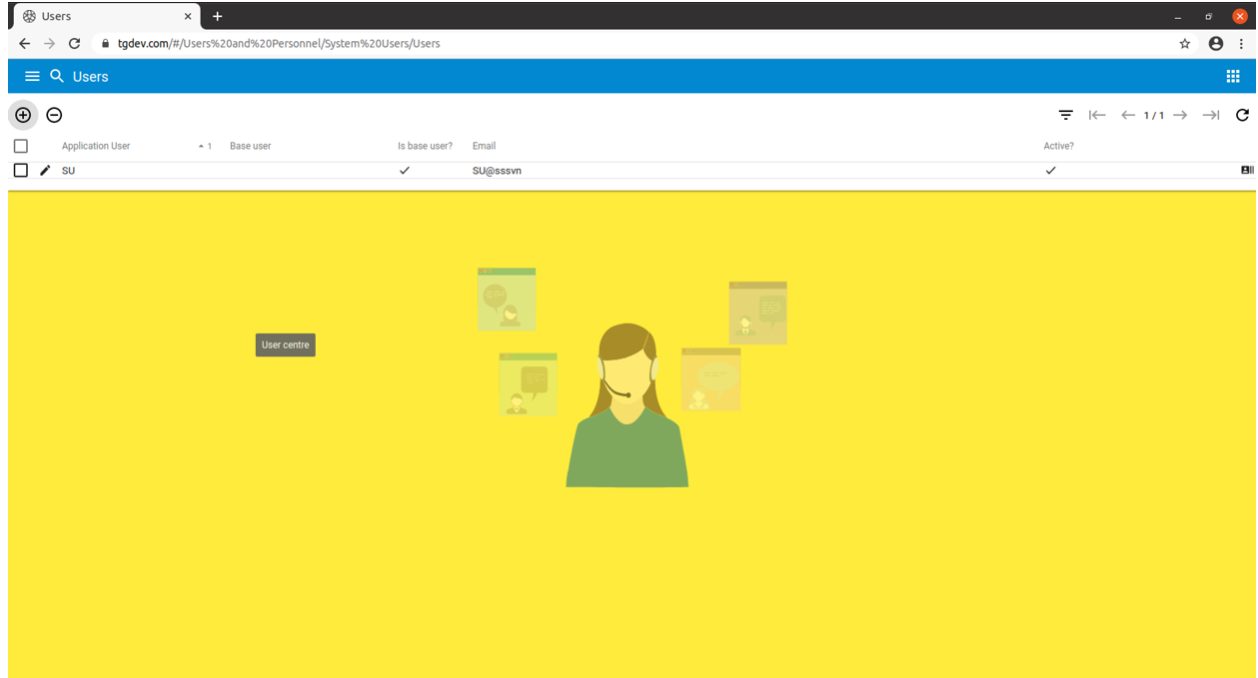 Users
tgdev.com/#/Users%20and%20Personnel/System%20Users/Users
Users
1 / 1
Application User 1 Base user Is base user? Email Active?
SU SU@sssvn
User centre